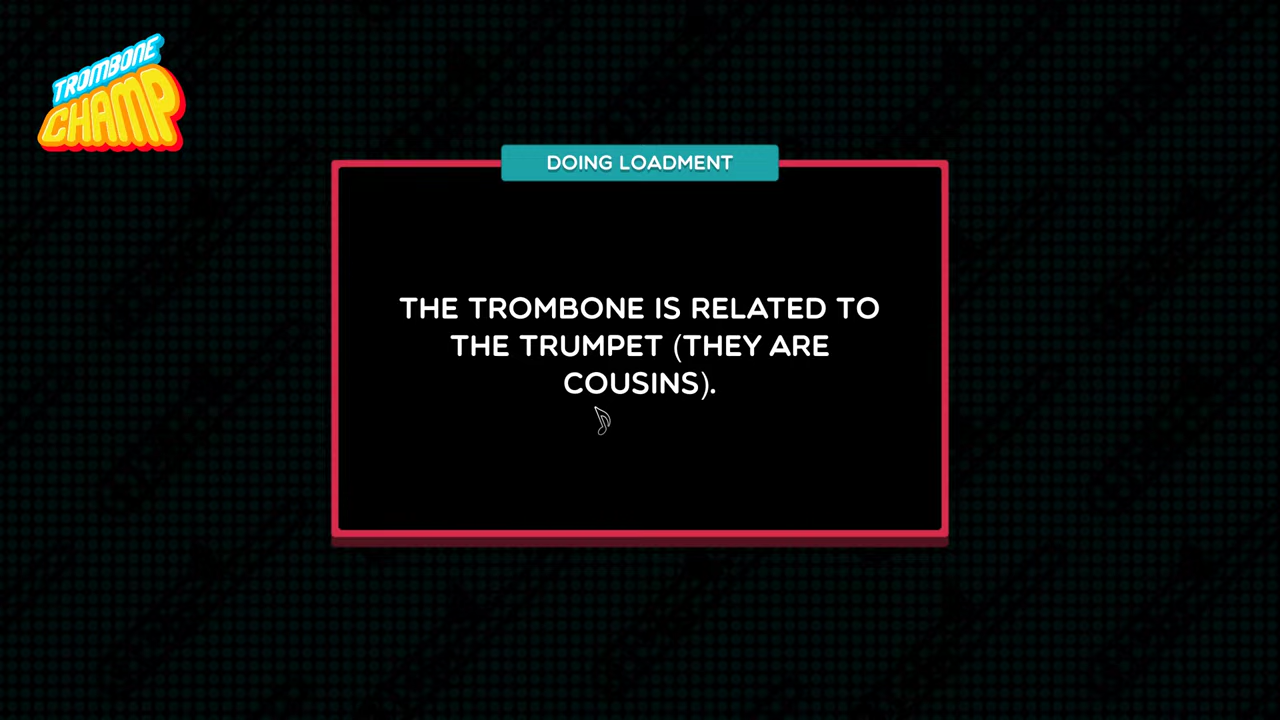 TROMBONE
CHAMP
DOING LOADMENT
THE TROMBONE IS RELATED TO
THE TRUMPET (THEY ARE
COUSINS).